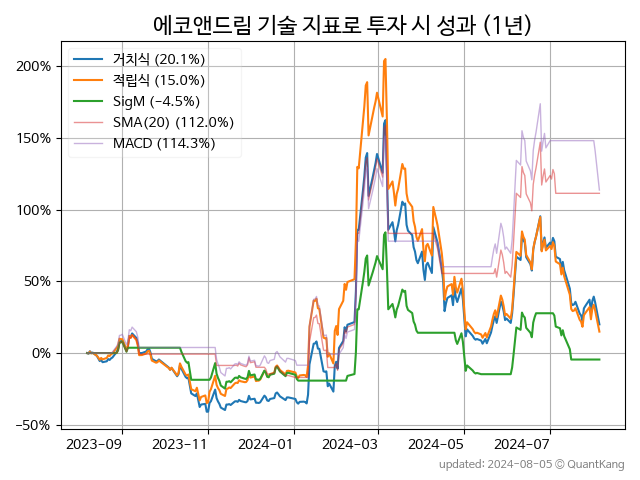 에코앤드림 기술 지표로 투자 시 성과 (1년)
거치식 (20.1%)
적립식 (15.0%)
SigM (-4.5%)
SMA(20) (112.0%)
MACD (114.3%)
200%
150%
100%
50%
0%
-50%
2023-09 2023-11 2024-01 2024-03 2024-05 2024-07
updated: 2024-08-05 © QuantKang